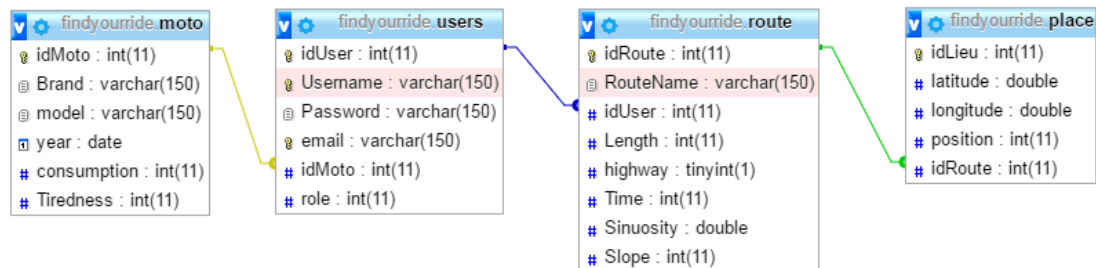 findyourride.moto
idMoto : int(11)
Brand : varchar(150)
model : varchar(150)
year : date
consumption : int(11)
Tiredness : int(11)
findyourride.users
idUser : int(11)
Username : varchar(150)
Password : varchar(150)
email : varchar(150)
idMoto : int(11)
role : int(11)
findyourride.route
idRoute : int(11)
RouteName : varchar(150)
idUser : int(11)
Length : int(11)
highway : tinyint(1)
Time : int(11)
Sinuosity : double
Slope : int(11)
findyourride.place
idLieu : int(11)
latitude : double
longitude : double
position : int(11)
idRoute : int(11)